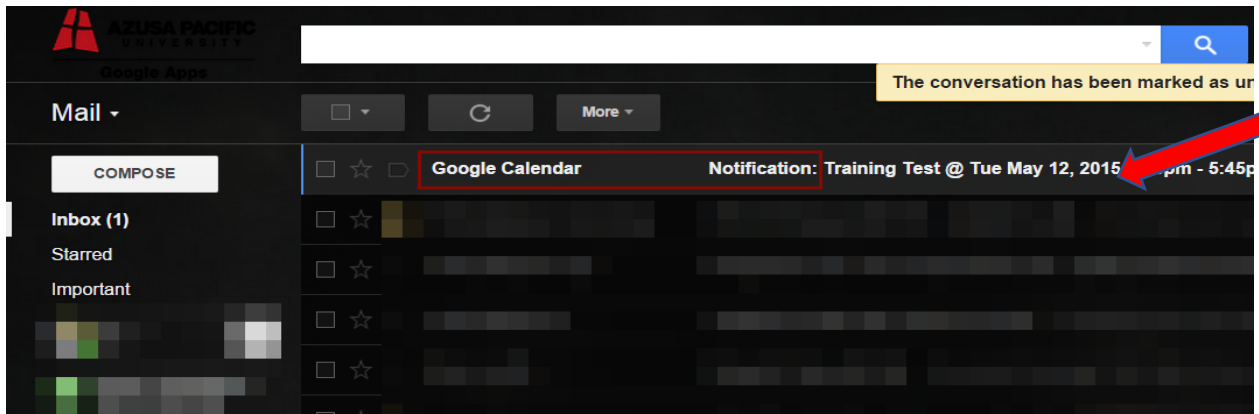 AZUSA PACIFIC
UNIVERSITY
Google Apps
The conversation has been marked as un
Mail
More
COMPOSE
Google Calendar Notification: Training Test @ Tue May 12, 2015 pm - 5:45p
Inbox (1)
Starred
Important